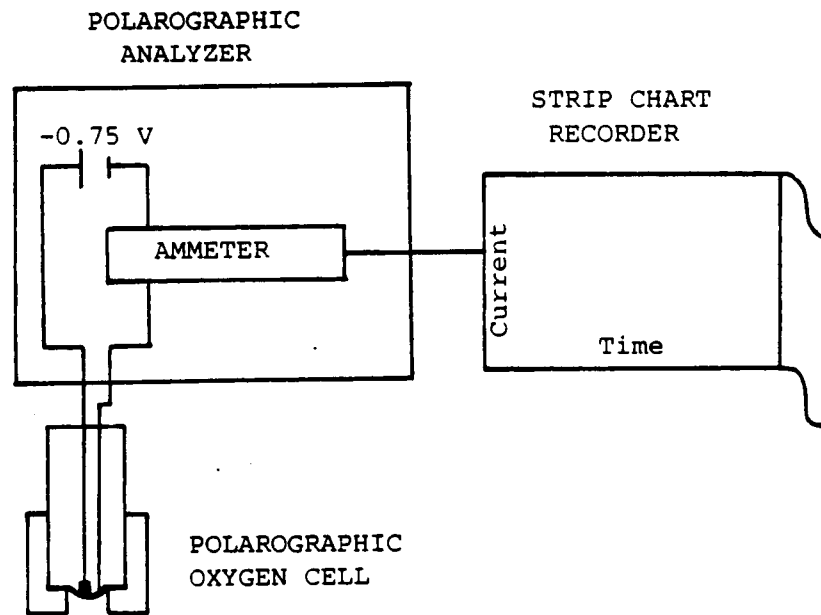 POLAROGRAPHIC
ANALYZER
-0.75 V
AMMETER
STRIP CHART
RECORDER
Current
Time
POLAROGRAPHIC
OXYGEN CELL